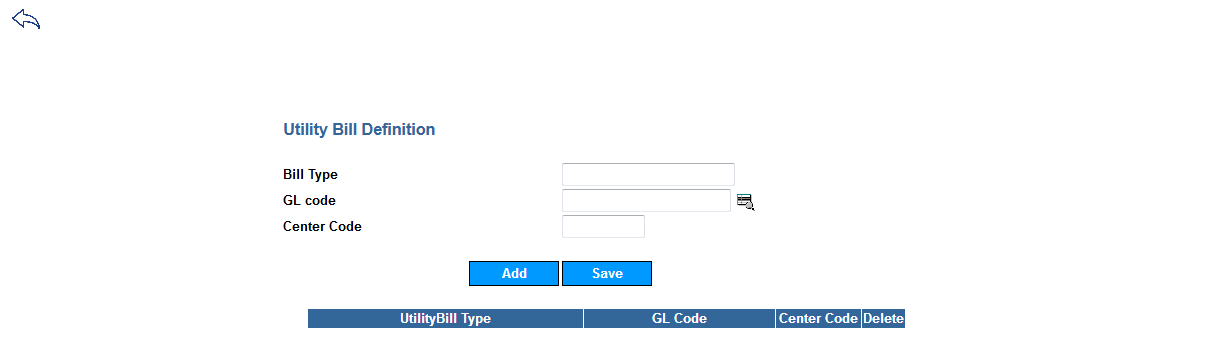 Utility Bill Definition
Bill Type
GL code
Center Code
Add Save
UtilityBill Type GL Code Center Code Delete